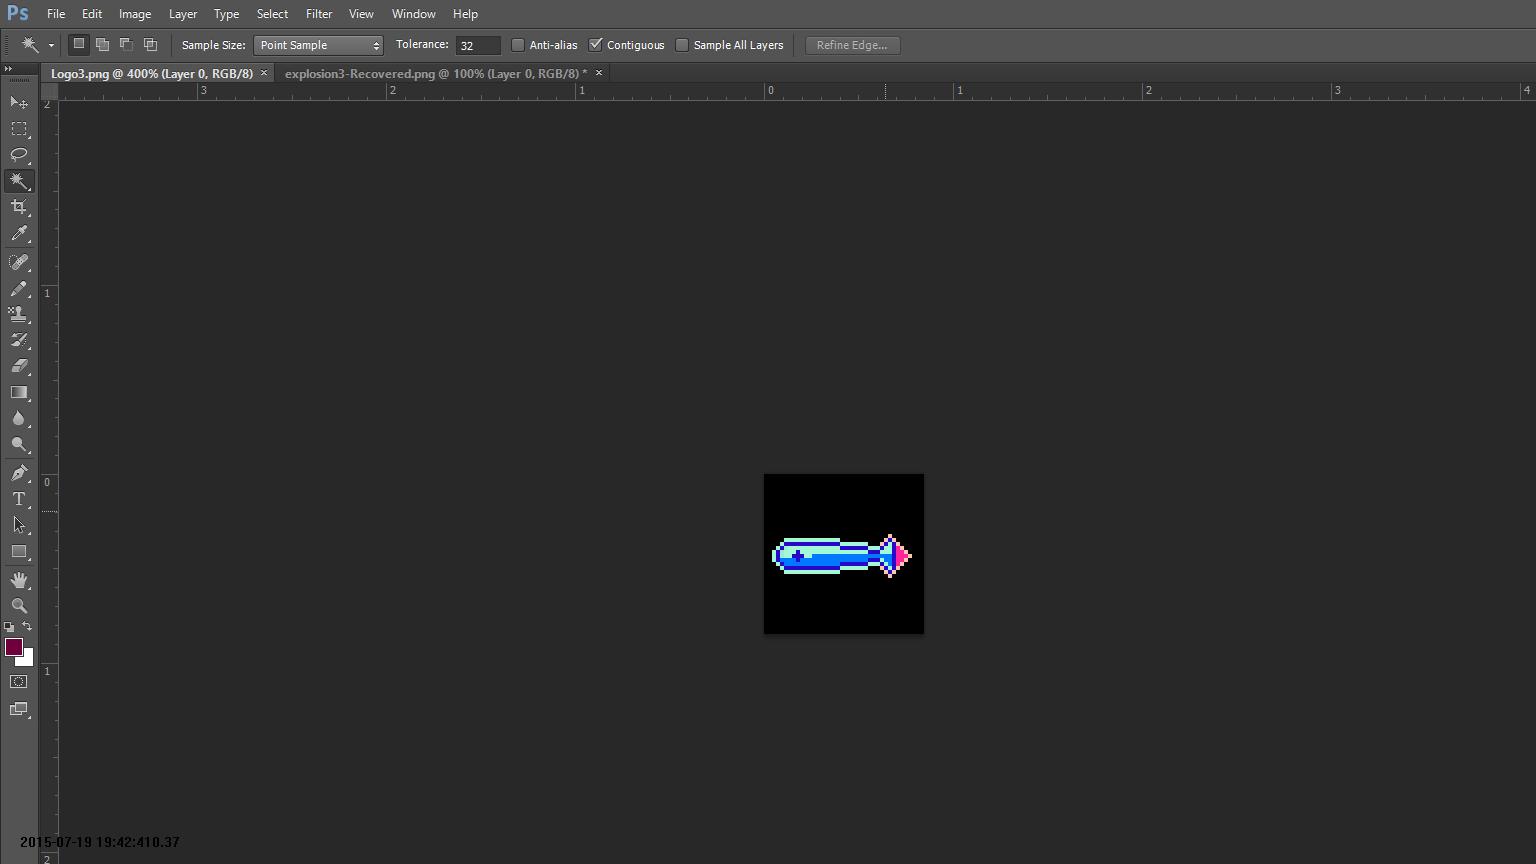 Ps File Edit Image Layer Type Select Filter View Window Help
Sample Size: Point Sample Tolerance: 32 Anti-alias Contiguous Sample All Layers Refine Edge...
Logo3.png @ 400% (Layer 0, RGB/8) × explosion3-Recovered.png @ 100% (Layer 0, RGB/8) * ×
3 2 1 0 1 2 3 4
2
1
0
1
2
T
2015-07-19 19:42:410.37